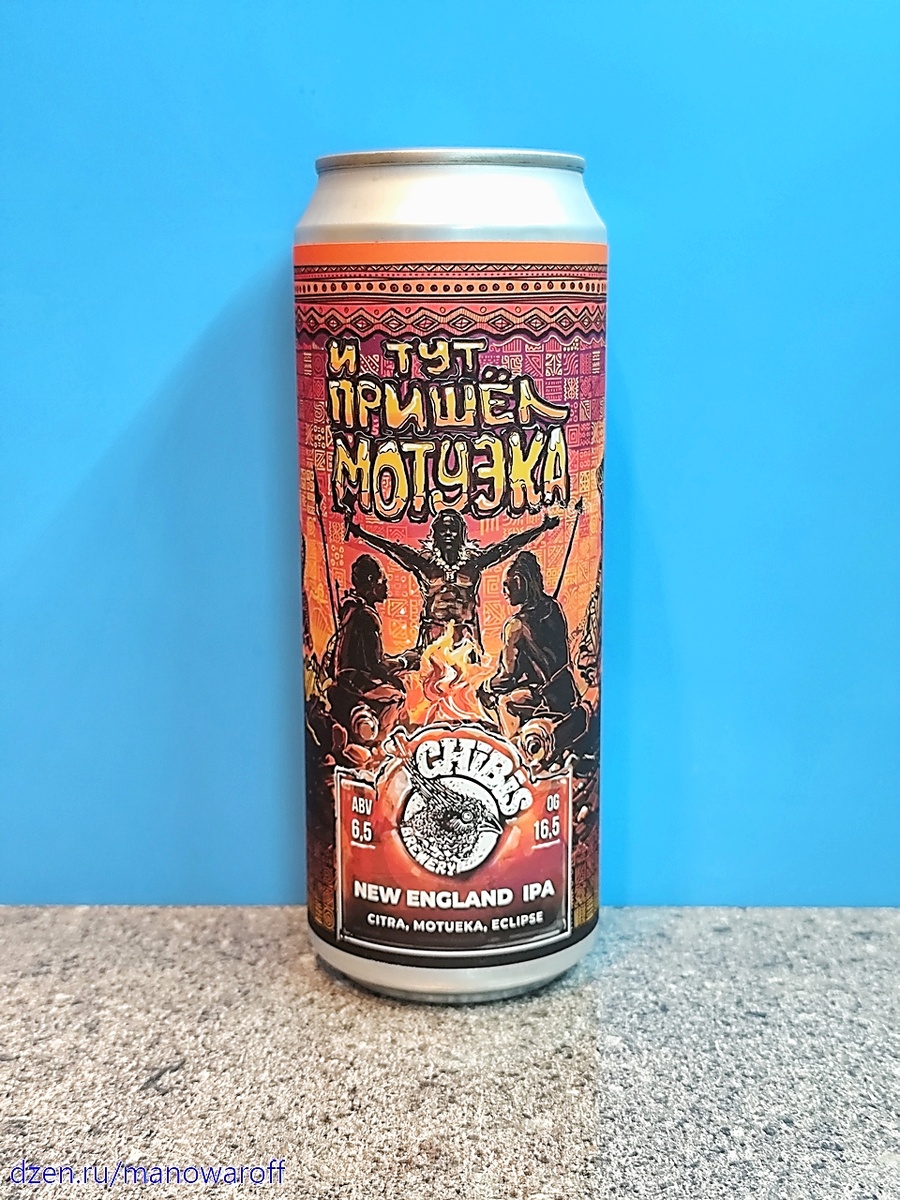 И ТУТ
ПРИШЁЛ
МОТУЭКА
CHIBIS
BREWERY
ABV
6,5
OG
16,5
NEW ENGLAND IPA
CITRA, MOTUEKA, ECLIPSE
dzen.ru/manowaroff